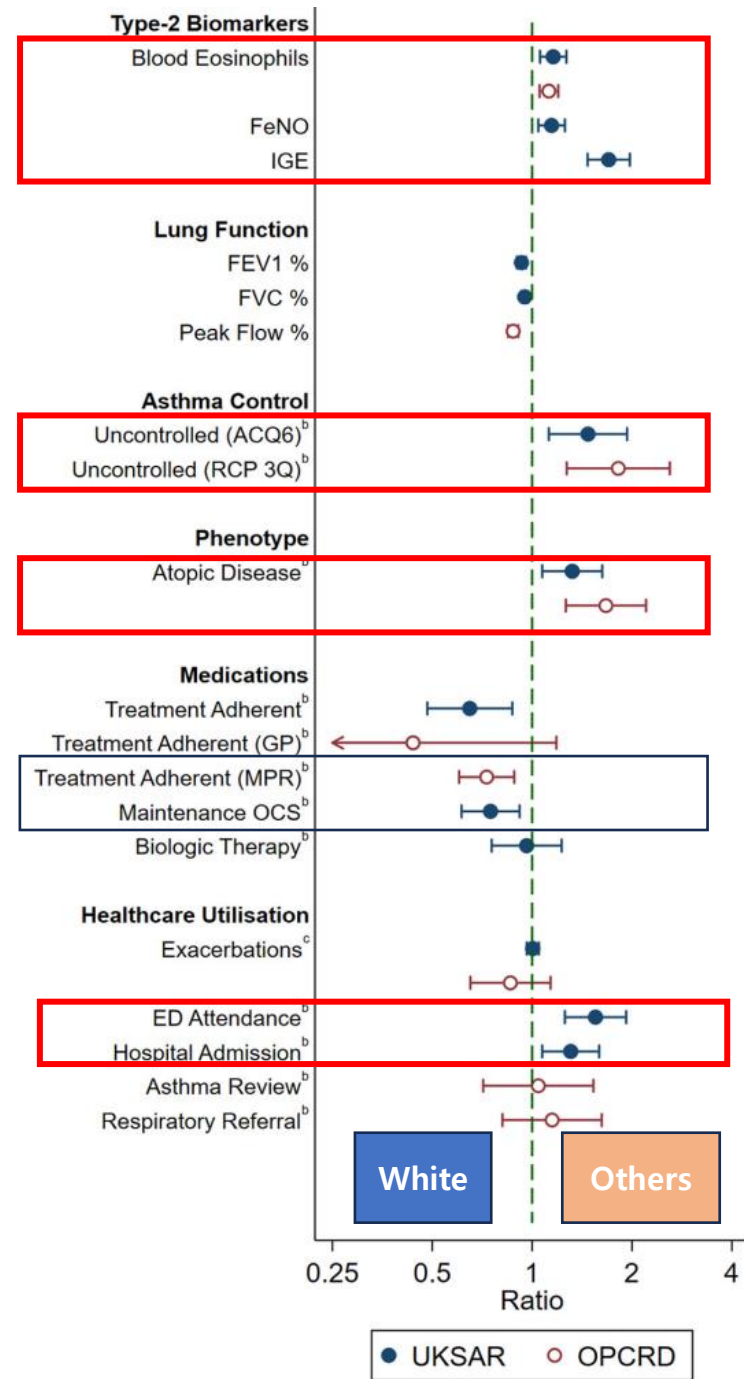 Type-2 Biomarkers
Blood Eosinophils
FeNO
IGE
Lung Function
FEV1 %
FVC %
Peak Flow %
Asthma Control
Uncontrolled (ACQ6)ᵇ
Uncontrolled (RCP 3Q)ᵇ
Phenotype
Atopic Diseaseᵇ
Medications
Treatment Adherentᵇ
Treatment Adherent (GP)ᵇ
Treatment Adherent (MPR)ᵇ
Maintenance OCSᵇ
Biologic Therapyᵇ
Healthcare Utilisation
Exacerbationsᶜ
ED Attendanceᵇ
Hospital Admissionᵇ
Asthma Reviewᵇ
Respiratory Referralᵇ
White Others
0.25 0.5 1 2 4
Ratio
UKSAR OPCRD